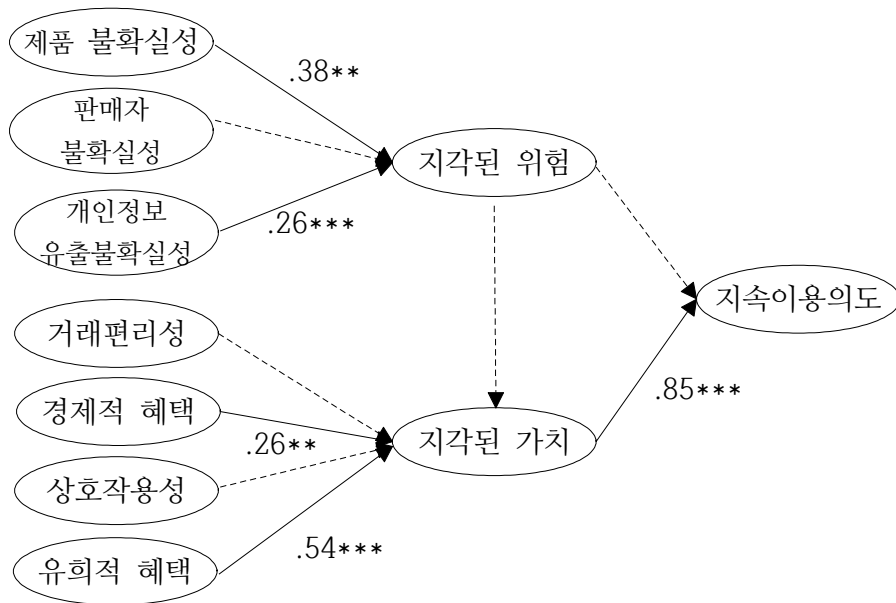 제품 불확실성
.38**
판매자
불확실성
지각된 위험
개인정보
유출불확실성
.26***
지속이용의도
거래편리성
.85***
경제적 혜택
.26**
지각된 가치
상호작용성
.54***
유희적 혜택